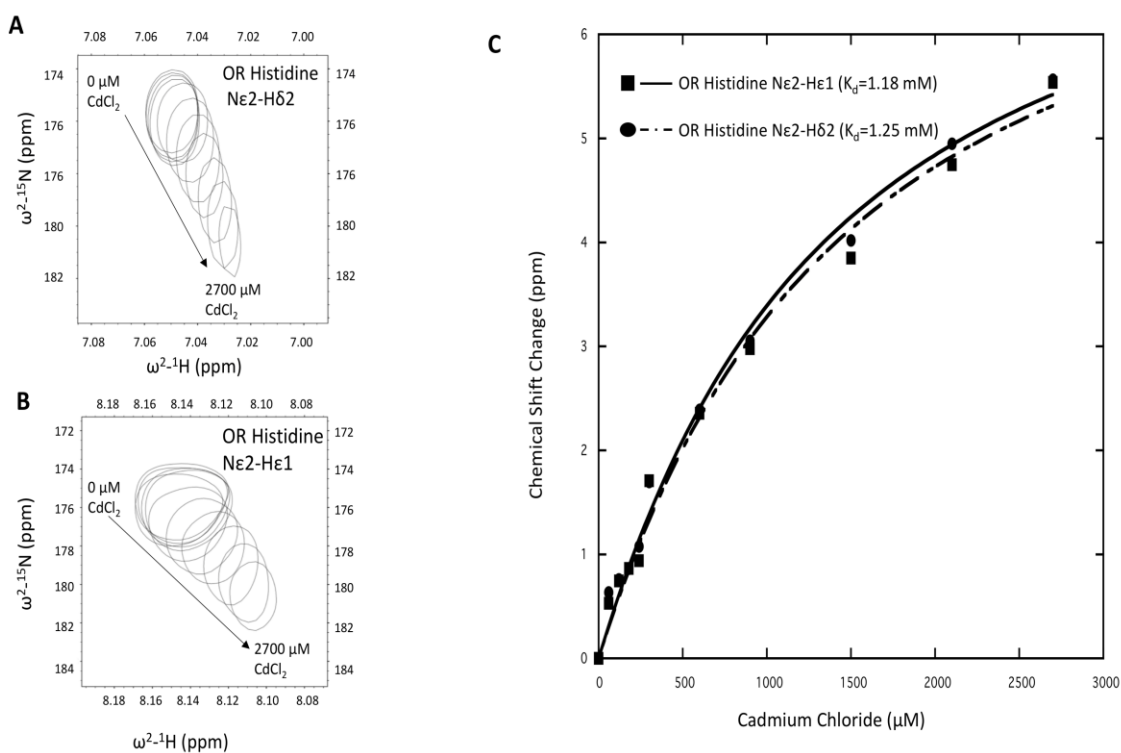 A
7.08 7.06 7.04 7.02 7.00
174
176
176
180
182
174
176
176
180
182
0 μM
CdCl₂
OR Histidine
Nε2-Hδ2
2700 μM
CdCl₂
ω²-¹⁵N (ppm)
7.08 7.06 7.04 7.02 7.00
ω²-¹H (ppm)
B
8.18 8.16 8.14 8.12 8.10 8.08
172
174
176
178
180
182
184
172
174
176
178
180
182
184
OR Histidine
Nε2-Hε1
0 μM
CdCl₂
2700 μM
CdCl₂
ω²-¹⁵N (ppm)
8.18 8.16 8.14 8.12 8.10 8.08
ω²-¹H (ppm)
C
6
5
4
3
2
1
0
Chemical Shift Change (ppm)
OR Histidine Nε2-Hε1 (Kd=1.18 mM)
OR Histidine Nε2-Hδ2 (Kd=1.25 mM)
0 500 1000 1500 2000 2500 3000
Cadmium Chloride (μM)